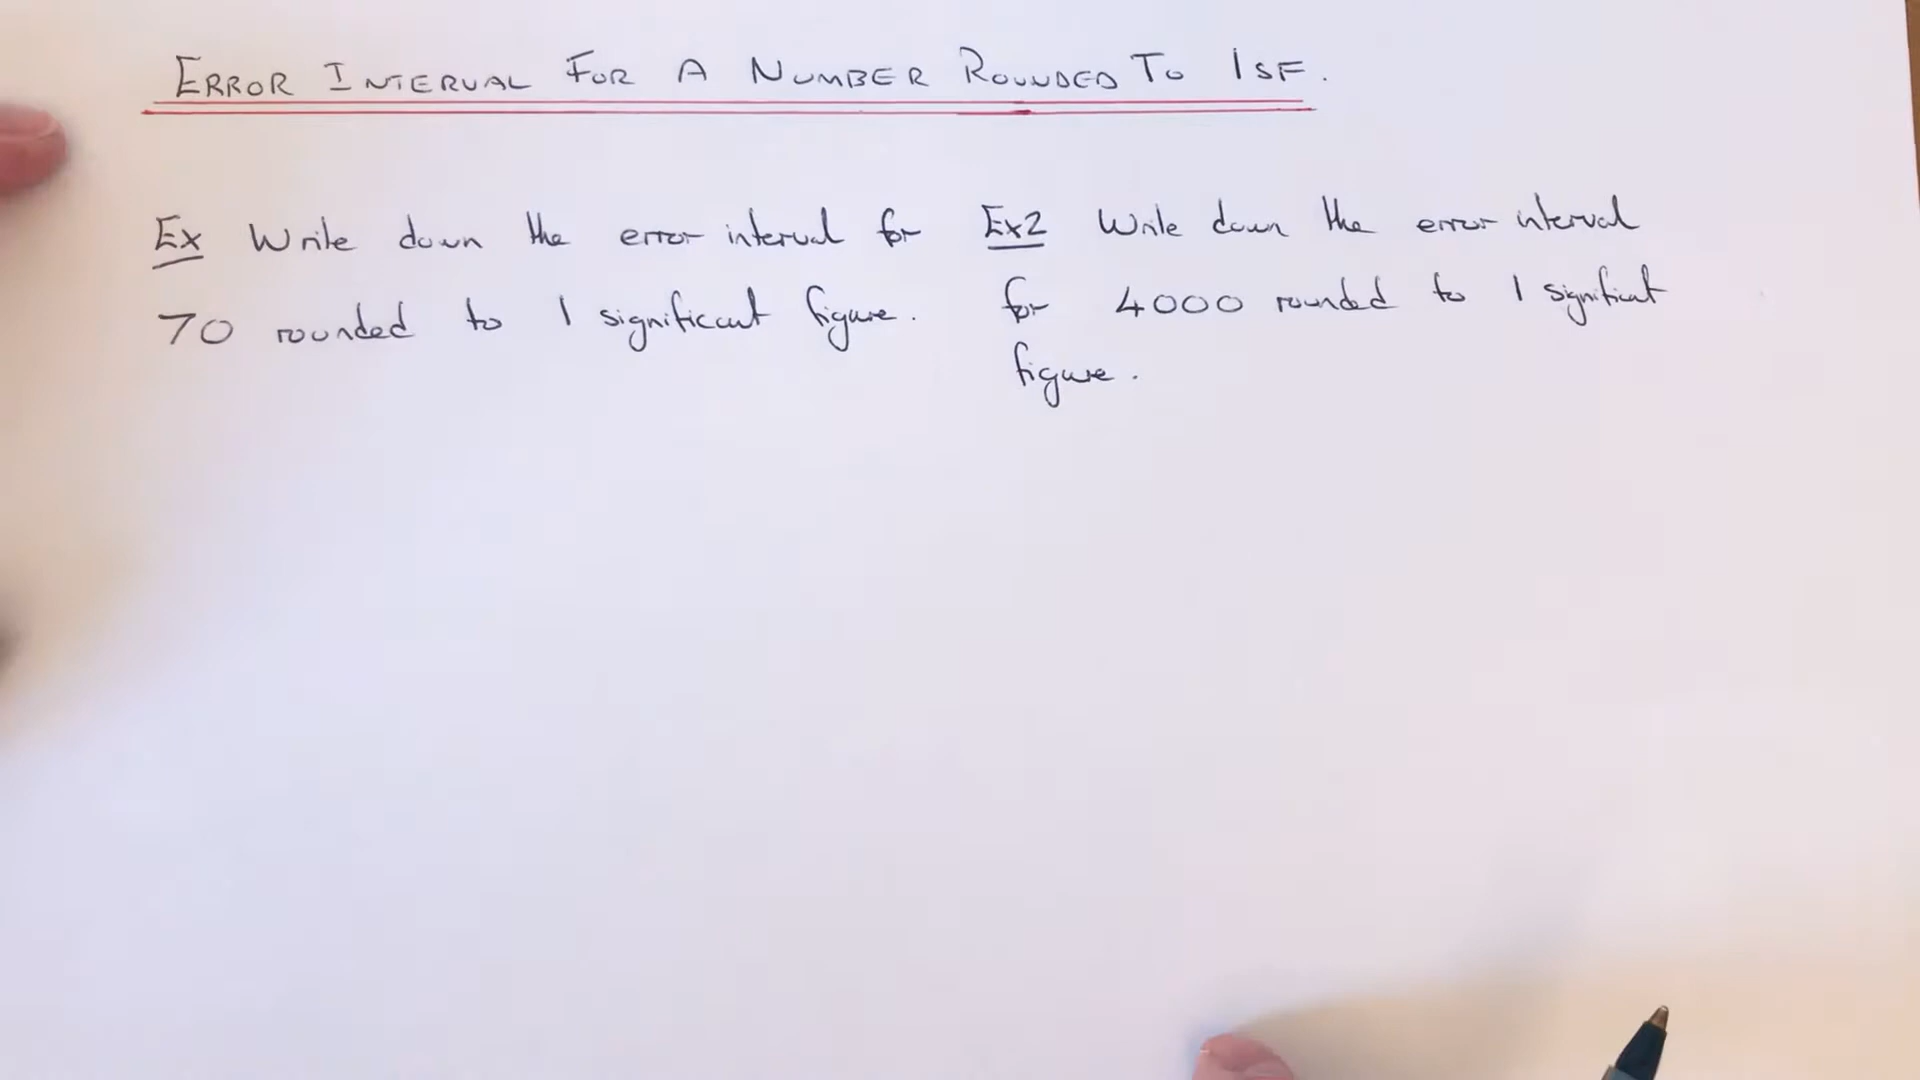 ERROR INTERVAL FOR A NUMBER ROUNDED TO 1SF.
Ex Write down the error interval for
70 rounded to 1 significant figure.
Ex2 Write down the error interval
for 4000 rounded to 1 significant
figure.